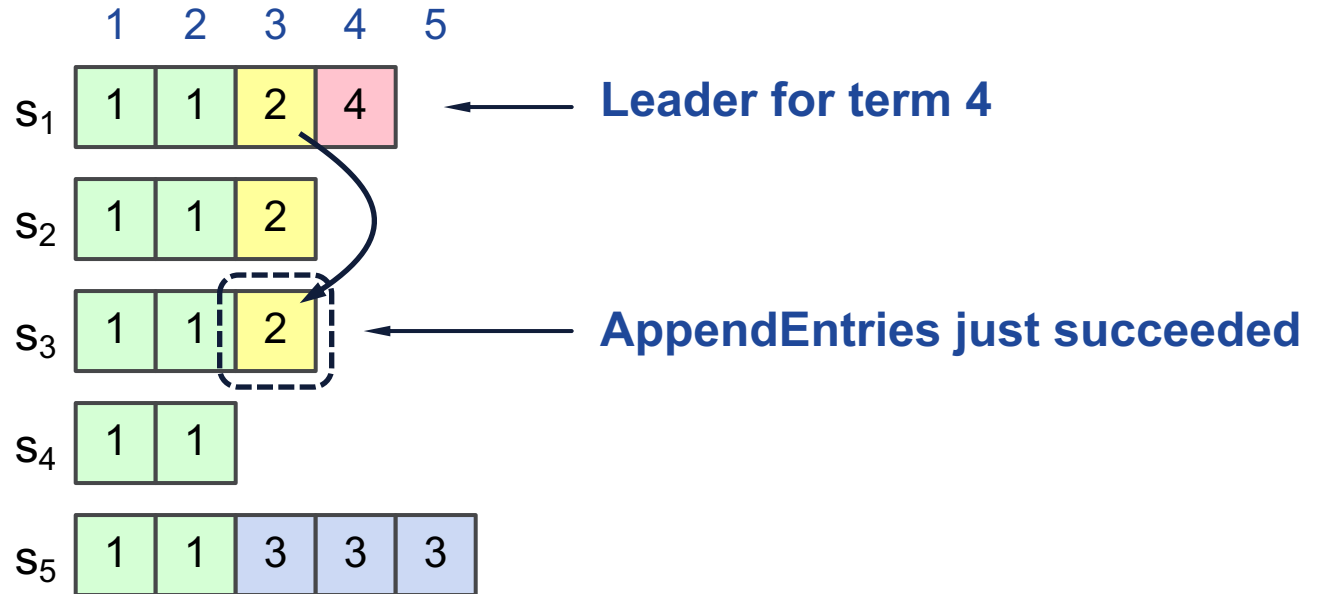 1 2 3 4 5
s1 1 1 2 4 Leader for term 4
s2 1 1 2
s3 1 1 2 AppendEntries just succeeded
s4 1 1
s5 1 1 3 3 3